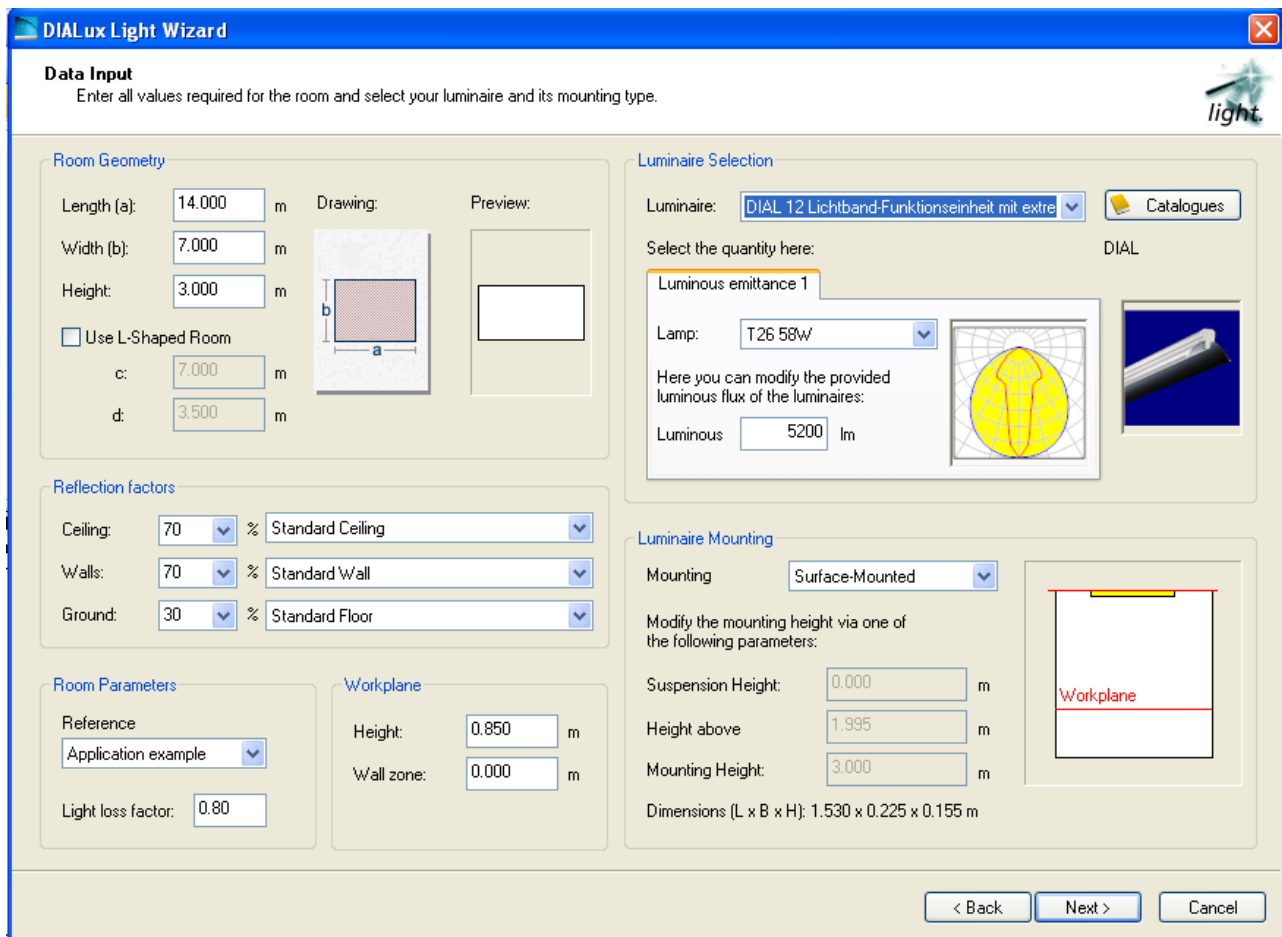 DIALux Light Wizard
Data Input
Enter all values required for the room and select your luminaire and its mounting type.
light.
Room Geometry
Length (a): 14.000 m
Drawing:
Preview:
Width (b): 7.000 m
Height: 3.000 m
b
a
Use L-Shaped Room
c: 7.000 m
d: 3.500 m
Luminaire Selection
Luminaire: DIAL 12 Lichtband-Funktionseinheit mit extre
Catalogues
Select the quantity here:
DIAL
Luminous emittance 1
Lamp: T26 58W
Here you can modify the provided
luminous flux of the luminaires:
Luminous 5200 lm
Reflection factors
Ceiling: 70 % Standard Ceiling
Walls: 70 % Standard Wall
Ground: 30 % Standard Floor
Luminaire Mounting
Mounting Surface-Mounted
Modify the mounting height via one of
the following parameters:
Suspension Height: 0.000 m
Height above 1.995 m
Mounting Height: 3.000 m
Dimensions (L x B x H): 1.530 x 0.225 x 0.155 m
Workplane
Room Parameters
Reference
Application example
Light loss factor: 0.80
Workplane
Height: 0.850 m
Wall zone: 0.000 m
< Back
Next >
Cancel